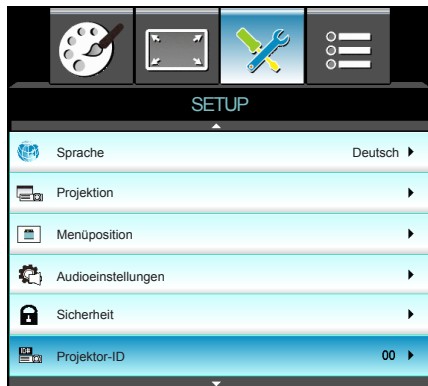 SETUP
Sprache Deutsch
Projektion
Menüposition
Audioeinstellungen
Sicherheit
Projektor-ID 00